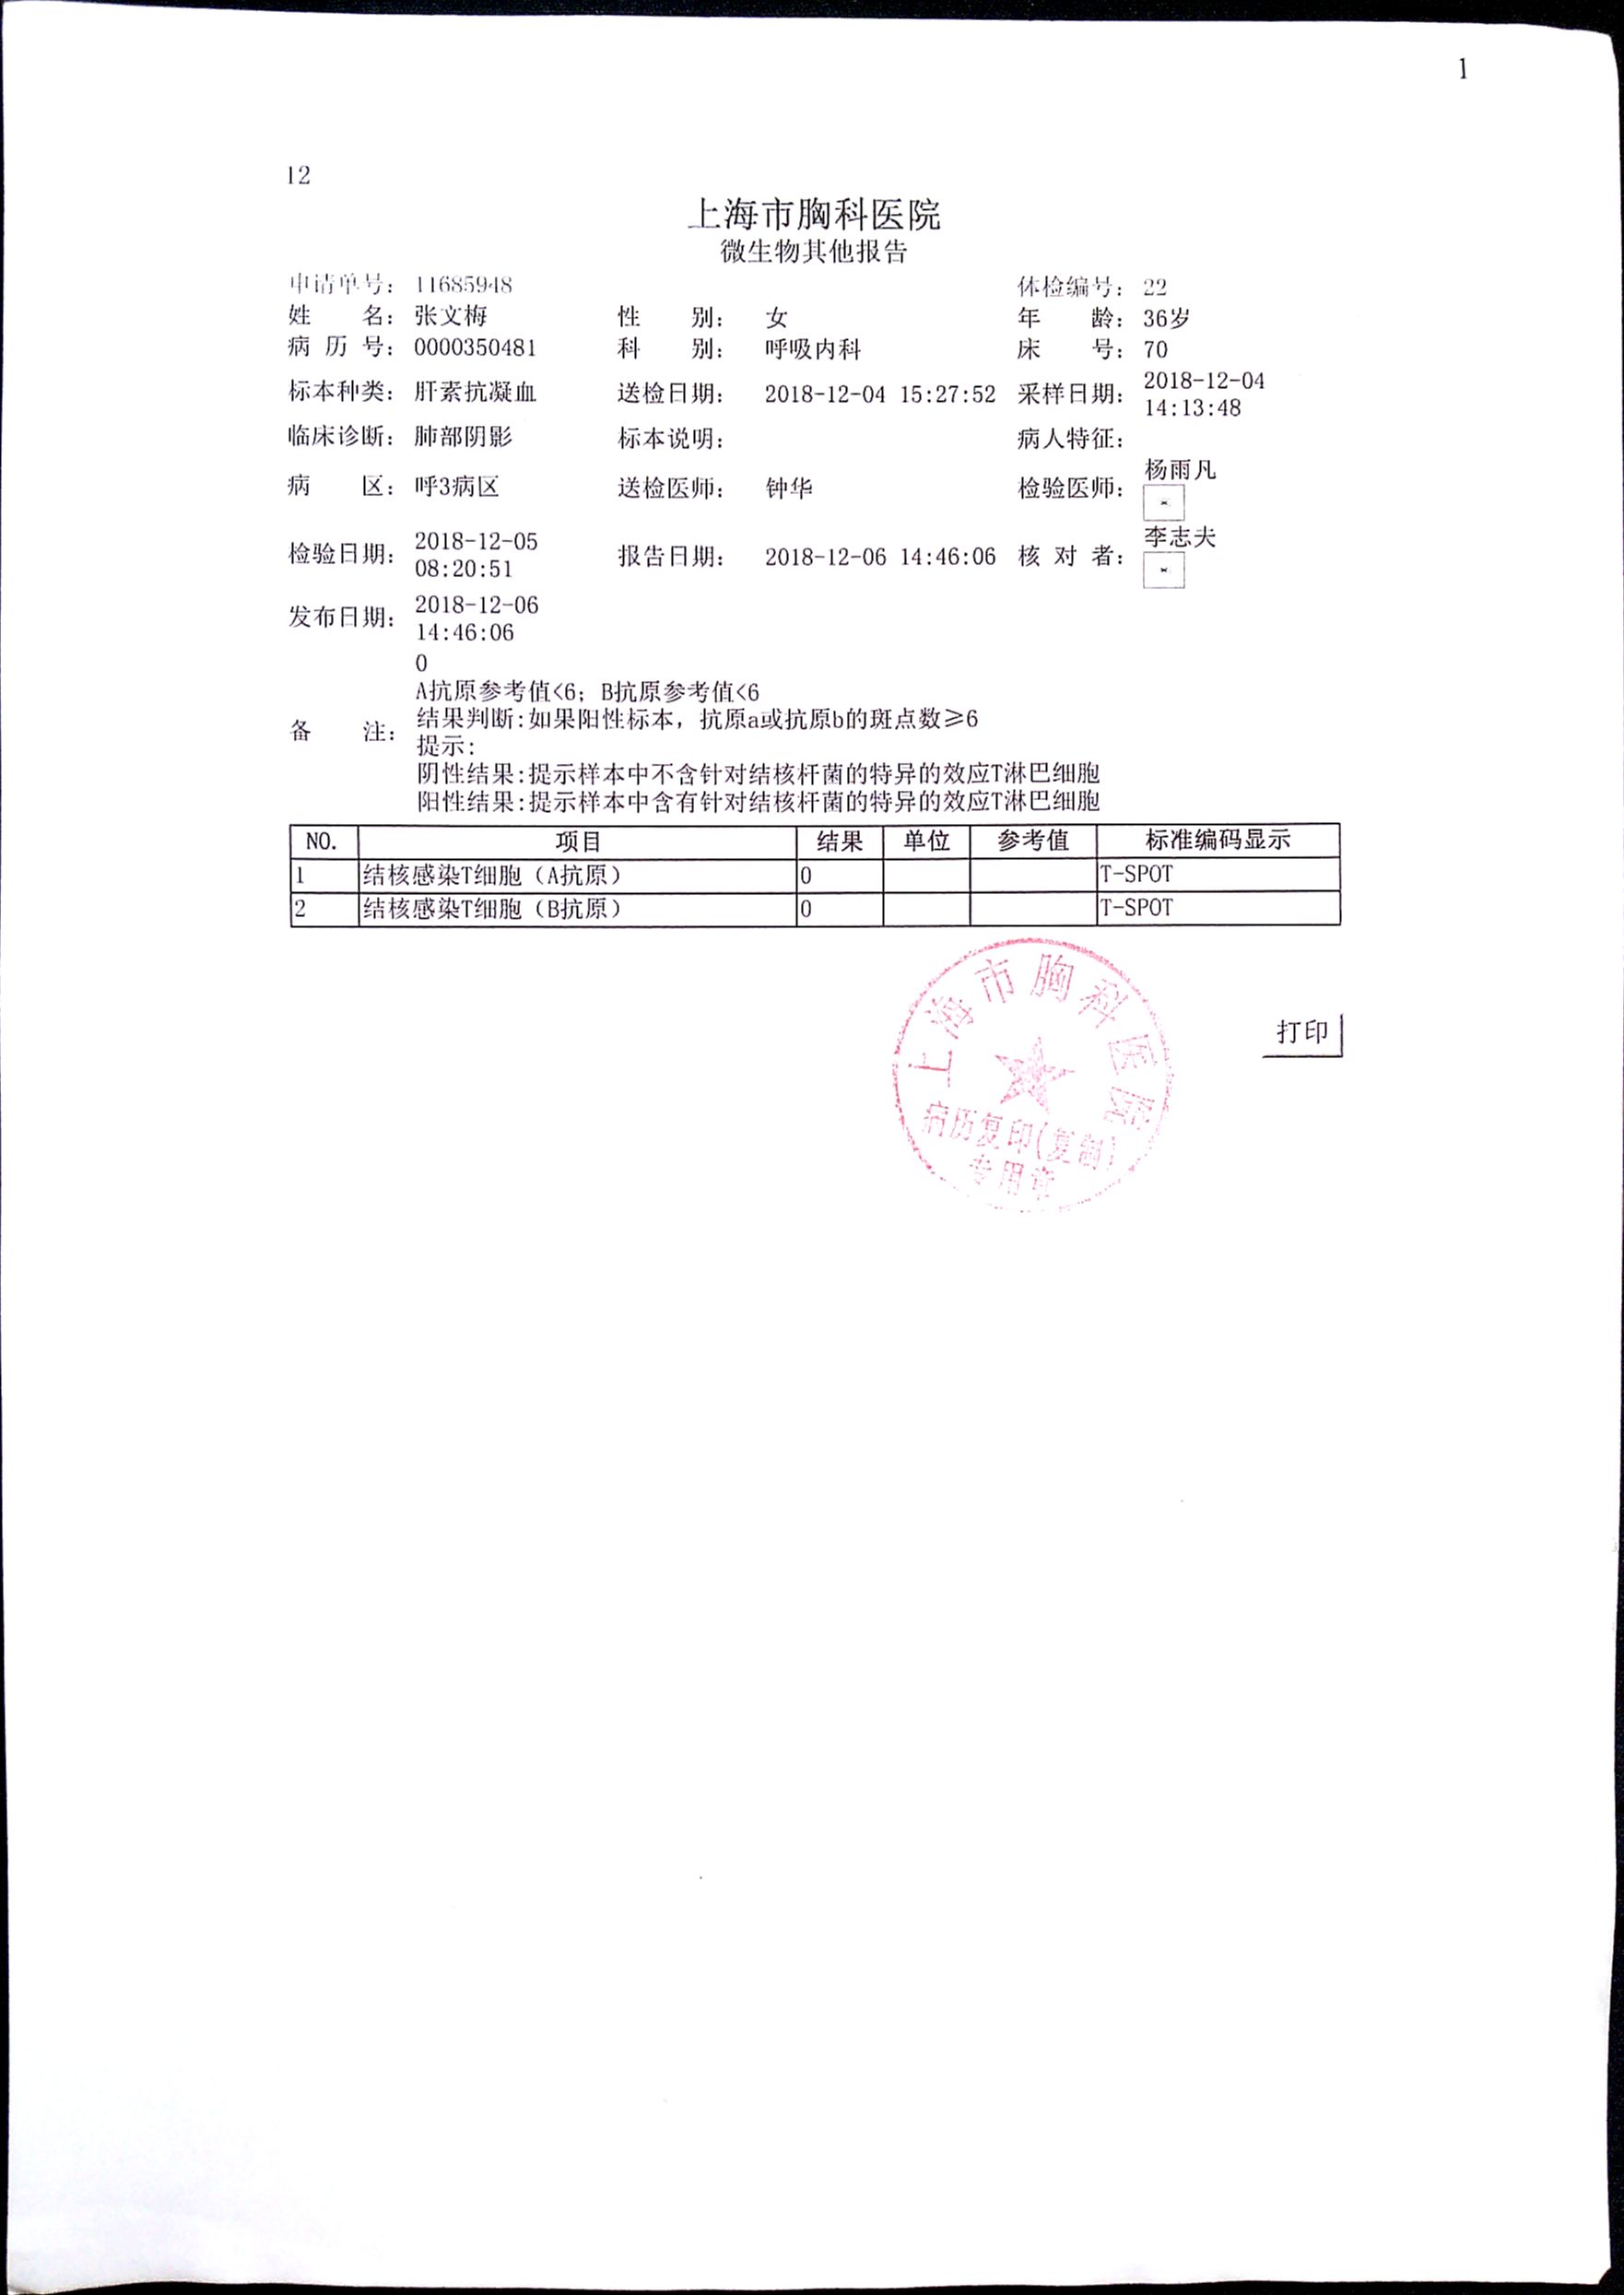 1
12
上海市胸科医院
微生物其他报告
申请单号: 11685948 体检编号: 22
姓 名: 张文梅 性 别: 女 年 龄: 36岁
病 历 号: 0000350481 科 别: 呼吸内科 床 号: 70
标本种类: 肝素抗凝血 送检日期: 2018-12-04 15:27:52 采样日期: 2018-12-04 14:13:48
临床诊断: 肺部阴影 标本说明: 病人特征:
病 区: 呼3病区 送检医师: 钟华 检验医师: 杨雨凡
检验日期: 2018-12-05 08:20:51 报告日期: 2018-12-06 14:46:06 核 对 者: 李志夫
发布日期: 2018-12-06 14:46:06
0
A抗原参考值<6; B抗原参考值<6
备 注: 结果判断:如果阳性标本, 抗原a或抗原b的斑点数≥6
提示:
阴性结果:提示样本中不含针对结核杆菌的特异的效应T淋巴细胞
阳性结果:提示样本中含有针对结核杆菌的特异的效应T淋巴细胞
NO. 项目 结果 单位 参考值 标准编码显示
1 结核感染T细胞（A抗原） 0 T-SPOT
2 结核感染T细胞（B抗原） 0 T-SPOT
上海市胸科医院
病历复印(复制)
专用章
打印